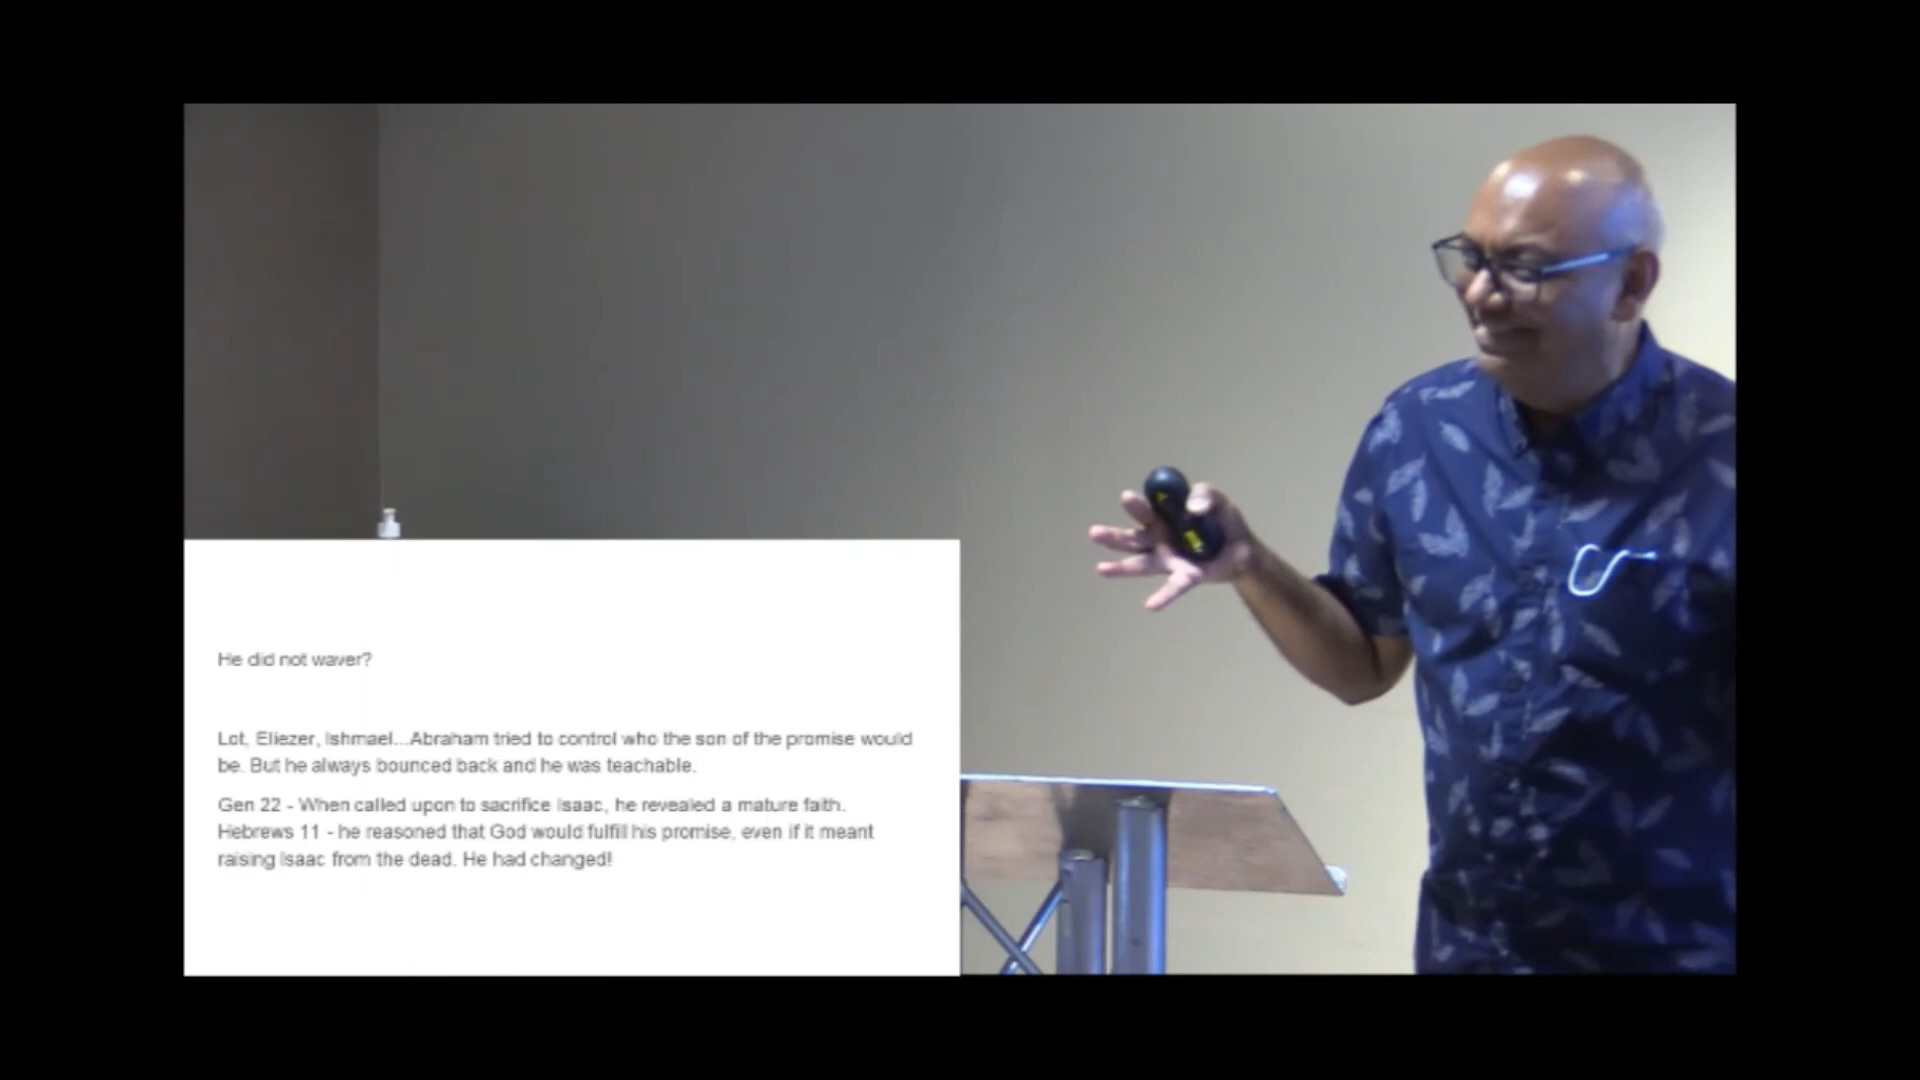 He did not waver?
Lot, Eliezer, Ishmael...Abraham tried to control who the son of the promise would
be. But he always bounced back and he was teachable.
Gen 22 - When called upon to sacrifice Isaac, he revealed a mature faith.
Hebrews 11 - he reasoned that God would fulfill his promise, even if it meant
raising Isaac from the dead. He had changed!